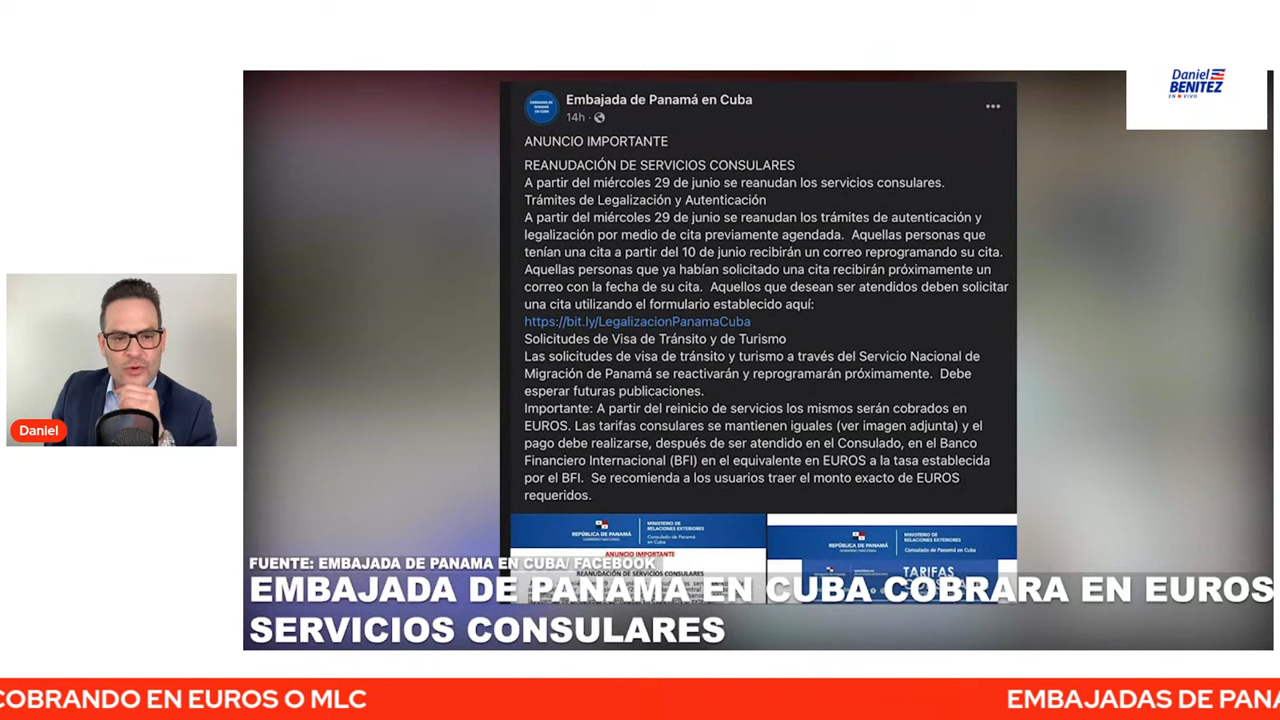 Daniel
BENITEZ
EN VIVO
Embajada de Panamá en Cuba
14h
ANUNCIO IMPORTANTE
REANUDACIÓN DE SERVICIOS CONSULARES
A partir del miércoles 29 de junio se reanudan los servicios consulares.
Trámites de Legalización y Autenticación
A partir del miércoles 29 de junio se reanudan los trámites de autenticación y
legalización por medio de cita previamente agendada. Aquellas personas que
tenían una cita a partir del 10 de junio recibirán un correo reprogramando su cita.
Aquellas personas que ya habían solicitado una cita recibirán próximamente un
correo con la fecha de su cita. Aquellos que desean ser atendidos deben solicitar
una cita utilizando el formulario establecido aquí:
https://bit.ly/LegalizacionPanamaCuba
Solicitudes de Visa de Tránsito y de Turismo
Las solicitudes de visa de tránsito y turismo a través del Servicio Nacional de
Migración de Panamá se reactivarán y reprogramarán próximamente. Debe
esperar futuras publicaciones.
Importante: A partir del reinicio de servicios los mismos serán cobrados en
EUROS. Las tarifas consulares se mantienen iguales (ver imagen adjunta) y el
pago debe realizarse, después de ser atendido en el Consulado, en el Banco
Financiero Internacional (BFI) en el equivalente en EUROS a la tasa establecida
por el BFI. Se recomienda a los usuarios traer el monto exacto de EUROS
requeridos.
REPÚBLICA DE PANAMÁ
MINISTERIO DE
RELACIONES EXTERIORES
Consulado de Panamá
en Cuba
ANUNCIO IMPORTANTE
REANUDACIÓN DE SERVICIOS CONSULARES
REPÚBLICA DE PANAMÁ
MINISTERIO DE
RELACIONES EXTERIORES
Consulado de Panamá
en Cuba
TARIFAS
Daniel
FUENTE: EMBAJADA DE PANAMA EN CUBA/ FACEBOOK
EMBAJADA DE PANAMA EN CUBA COBRARA EN EUROS
SERVICIOS CONSULARES
COBRANDO EN EUROS O MLC
EMBAJADAS DE PANA